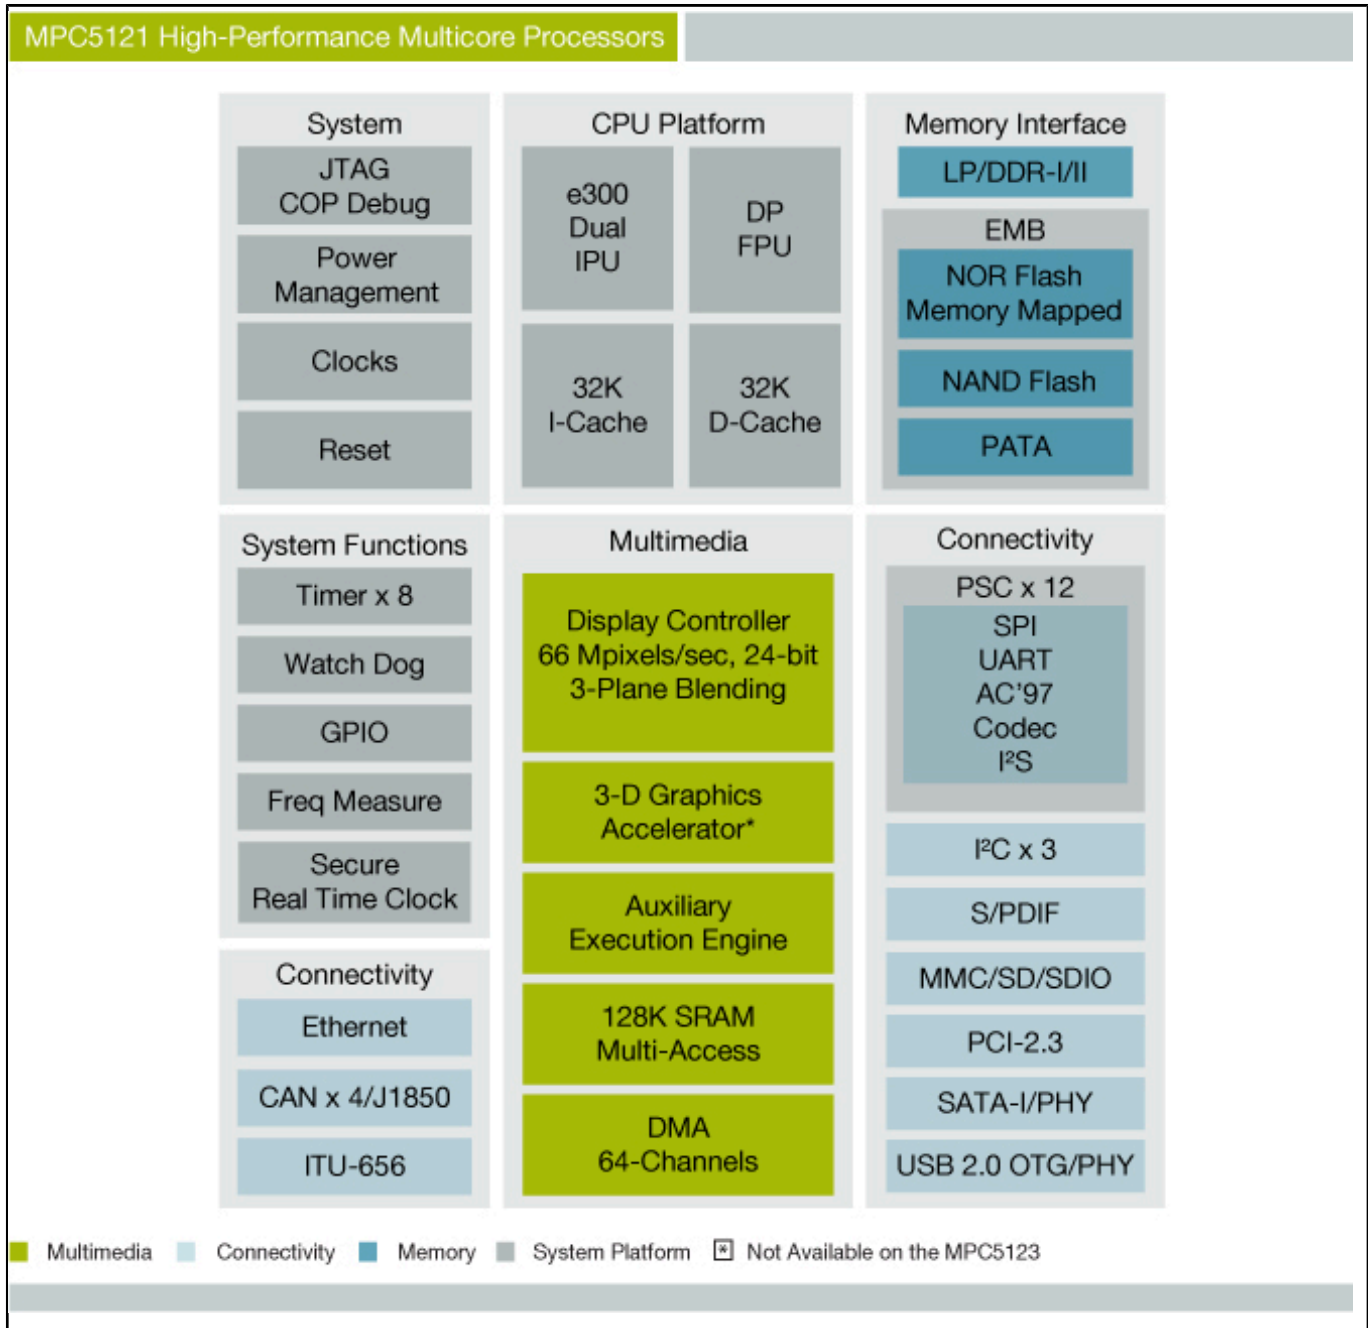 MPC5121 High-Performance Multicore Processors
System
JTAG
COP Debug
Power
Management
Clocks
Reset
CPU Platform
e300
Dual
IPU
DP
FPU
32K
I-Cache
32K
D-Cache
Memory Interface
LP/DDR-I/II
EMB
NOR Flash
Memory Mapped
NAND Flash
PATA
System Functions
Timer x 8
Watch Dog
GPIO
Freq Measure
Secure
Real Time Clock
Connectivity
Ethernet
CAN x 4/J1850
ITU-656
Multimedia
Display Controller
66 Mpixels/sec, 24-bit
3-Plane Blending
3-D Graphics
Accelerator*
Auxiliary
Execution Engine
128K SRAM
Multi-Access
DMA
64-Channels
Connectivity
PSC x 12
SPI
UART
AC’97
Codec
I²S
I²C x 3
S/PDIF
MMC/SD/SDIO
PCI-2.3
SATA-I/PHY
USB 2.0 OTG/PHY
Multimedia Connectivity Memory System Platform * Not Available on the MPC5123